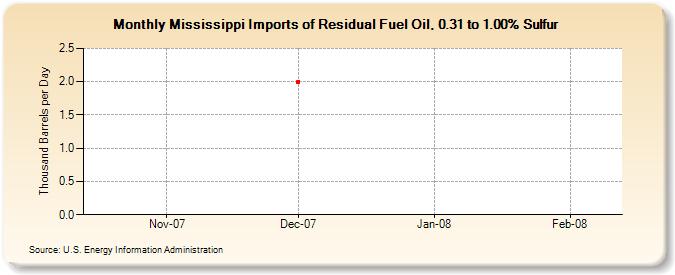 Monthly Mississippi Imports of Residual Fuel Oil, 0.31 to 1.00% Sulfur
Thousand Barrels per Day
2.5
2.0
1.5
1.0
0.5
0.0
Nov-07 Dec-07 Jan-08 Feb-08
Source: U.S. Energy Information Administration